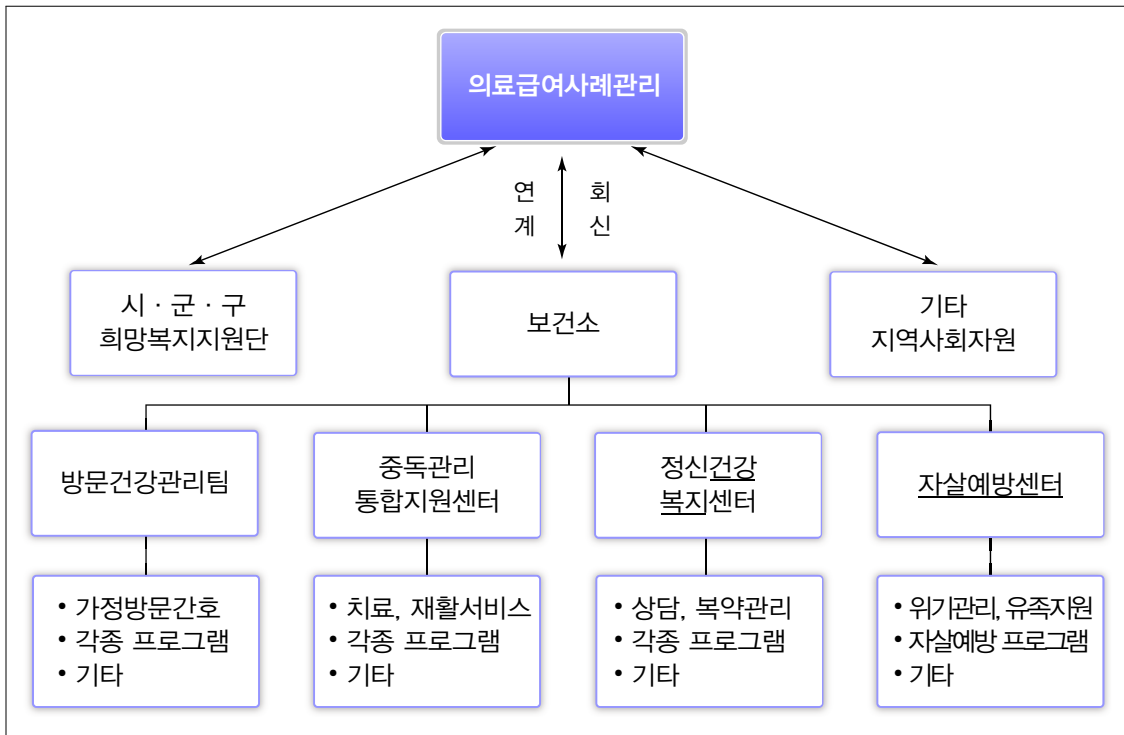 의료급여사례관리
연 회
계 신
시 · 군 · 구
희망복지지원단
보건소
기타
지역사회자원
방문건강관리팀
중독관리
통합지원센터
정신건강
복지센터
자살예방센터
• 가정방문간호
• 각종 프로그램
• 기타
• 치료, 재활서비스
• 각종 프로그램
• 기타
• 상담, 복약관리
• 각종 프로그램
• 기타
• 위기관리, 유족지원
• 자살예방 프로그램
• 기타